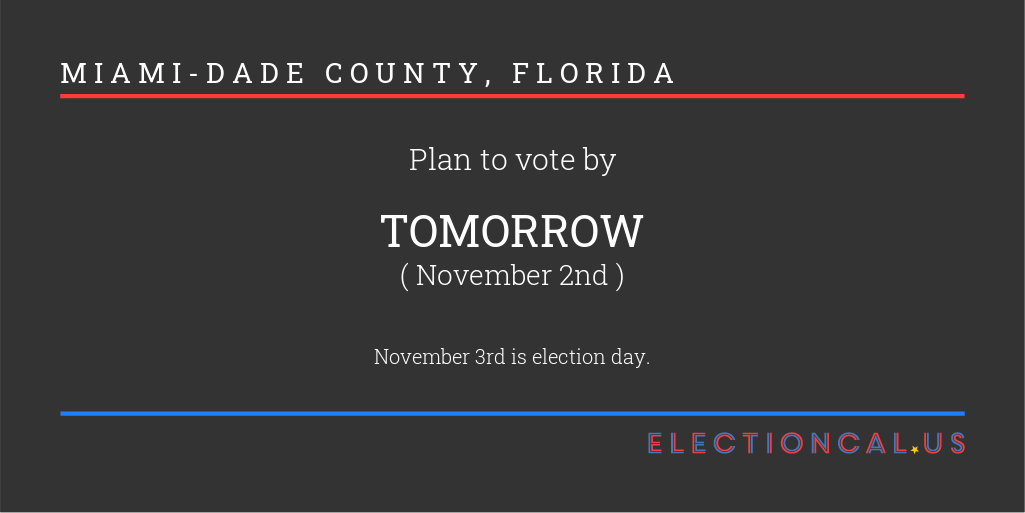 MIAMI-DADE COUNTY, FLORIDA
Plan to vote by
TOMORROW
( November 2nd )
November 3rd is election day.
ELECTIONCAL.US